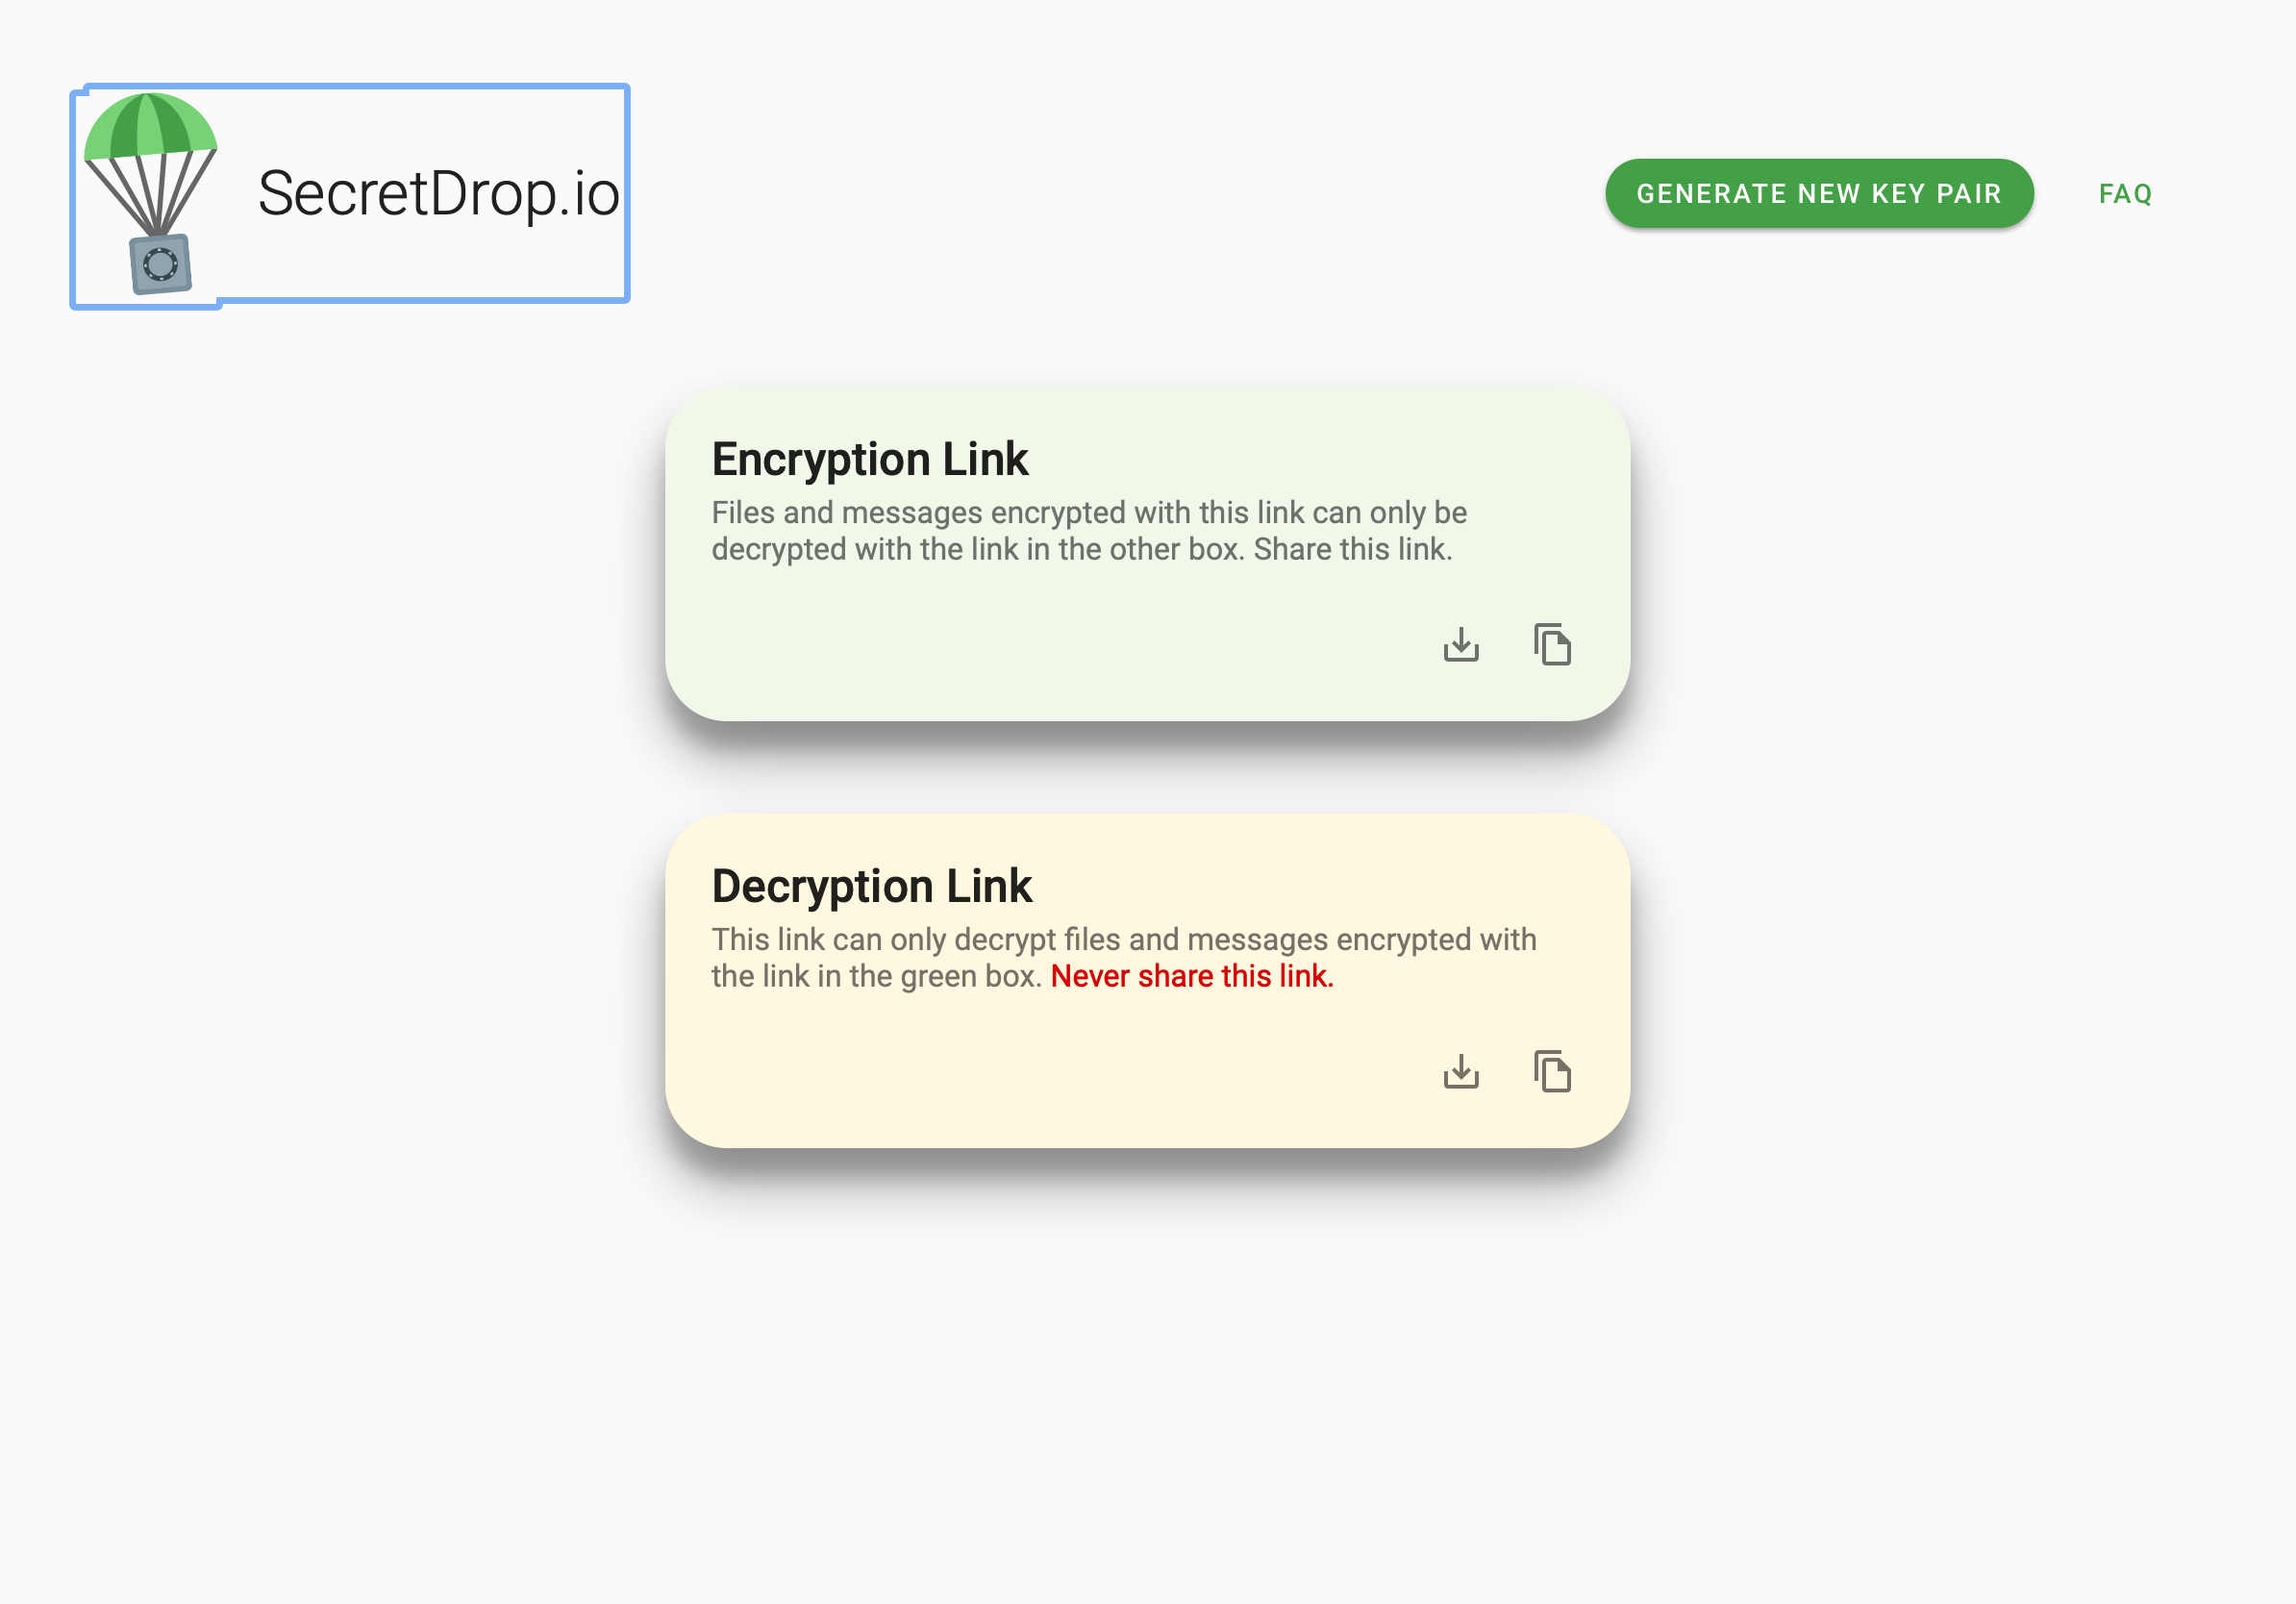 SecretDrop.io
GENERATE NEW KEY PAIR
FAQ
Encryption Link
Files and messages encrypted with this link can only be
decrypted with the link in the other box. Share this link.
Decryption Link
This link can only decrypt files and messages encrypted with
the link in the green box. Never share this link.